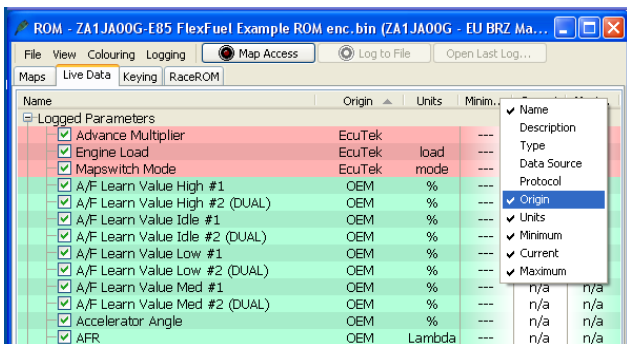 ROM - ZA1JA00G-E85 FlexFuel Example ROM enc.bin (ZA1JA00G - EU BRZ Ma...
File View Colouring Logging Map Access Log to File Open Last Log...
Maps Live Data Keying RaceROM
Name Origin Units Minim...
Logged Parameters
Advance Multiplier EcuTek ---
Engine Load EcuTek load ---
Mapswitch Mode EcuTek mode ---
A/F Learn Value High #1 OEM % ---
A/F Learn Value High #2 (DUAL) OEM % ---
A/F Learn Value Idle #1 OEM % ---
A/F Learn Value Idle #2 (DUAL) OEM % ---
A/F Learn Value Low #1 OEM % ---
A/F Learn Value Low #2 (DUAL) OEM % ---
A/F Learn Value Med #1 OEM % --- n/a n/a
A/F Learn Value Med #2 (DUAL) OEM % --- n/a n/a
Accelerator Angle OEM % --- n/a n/a
AFR OEM Lambda --- n/a n/a
Name
Description
Type
Data Source
Protocol
Origin
Units
Minimum
Current
Maximum